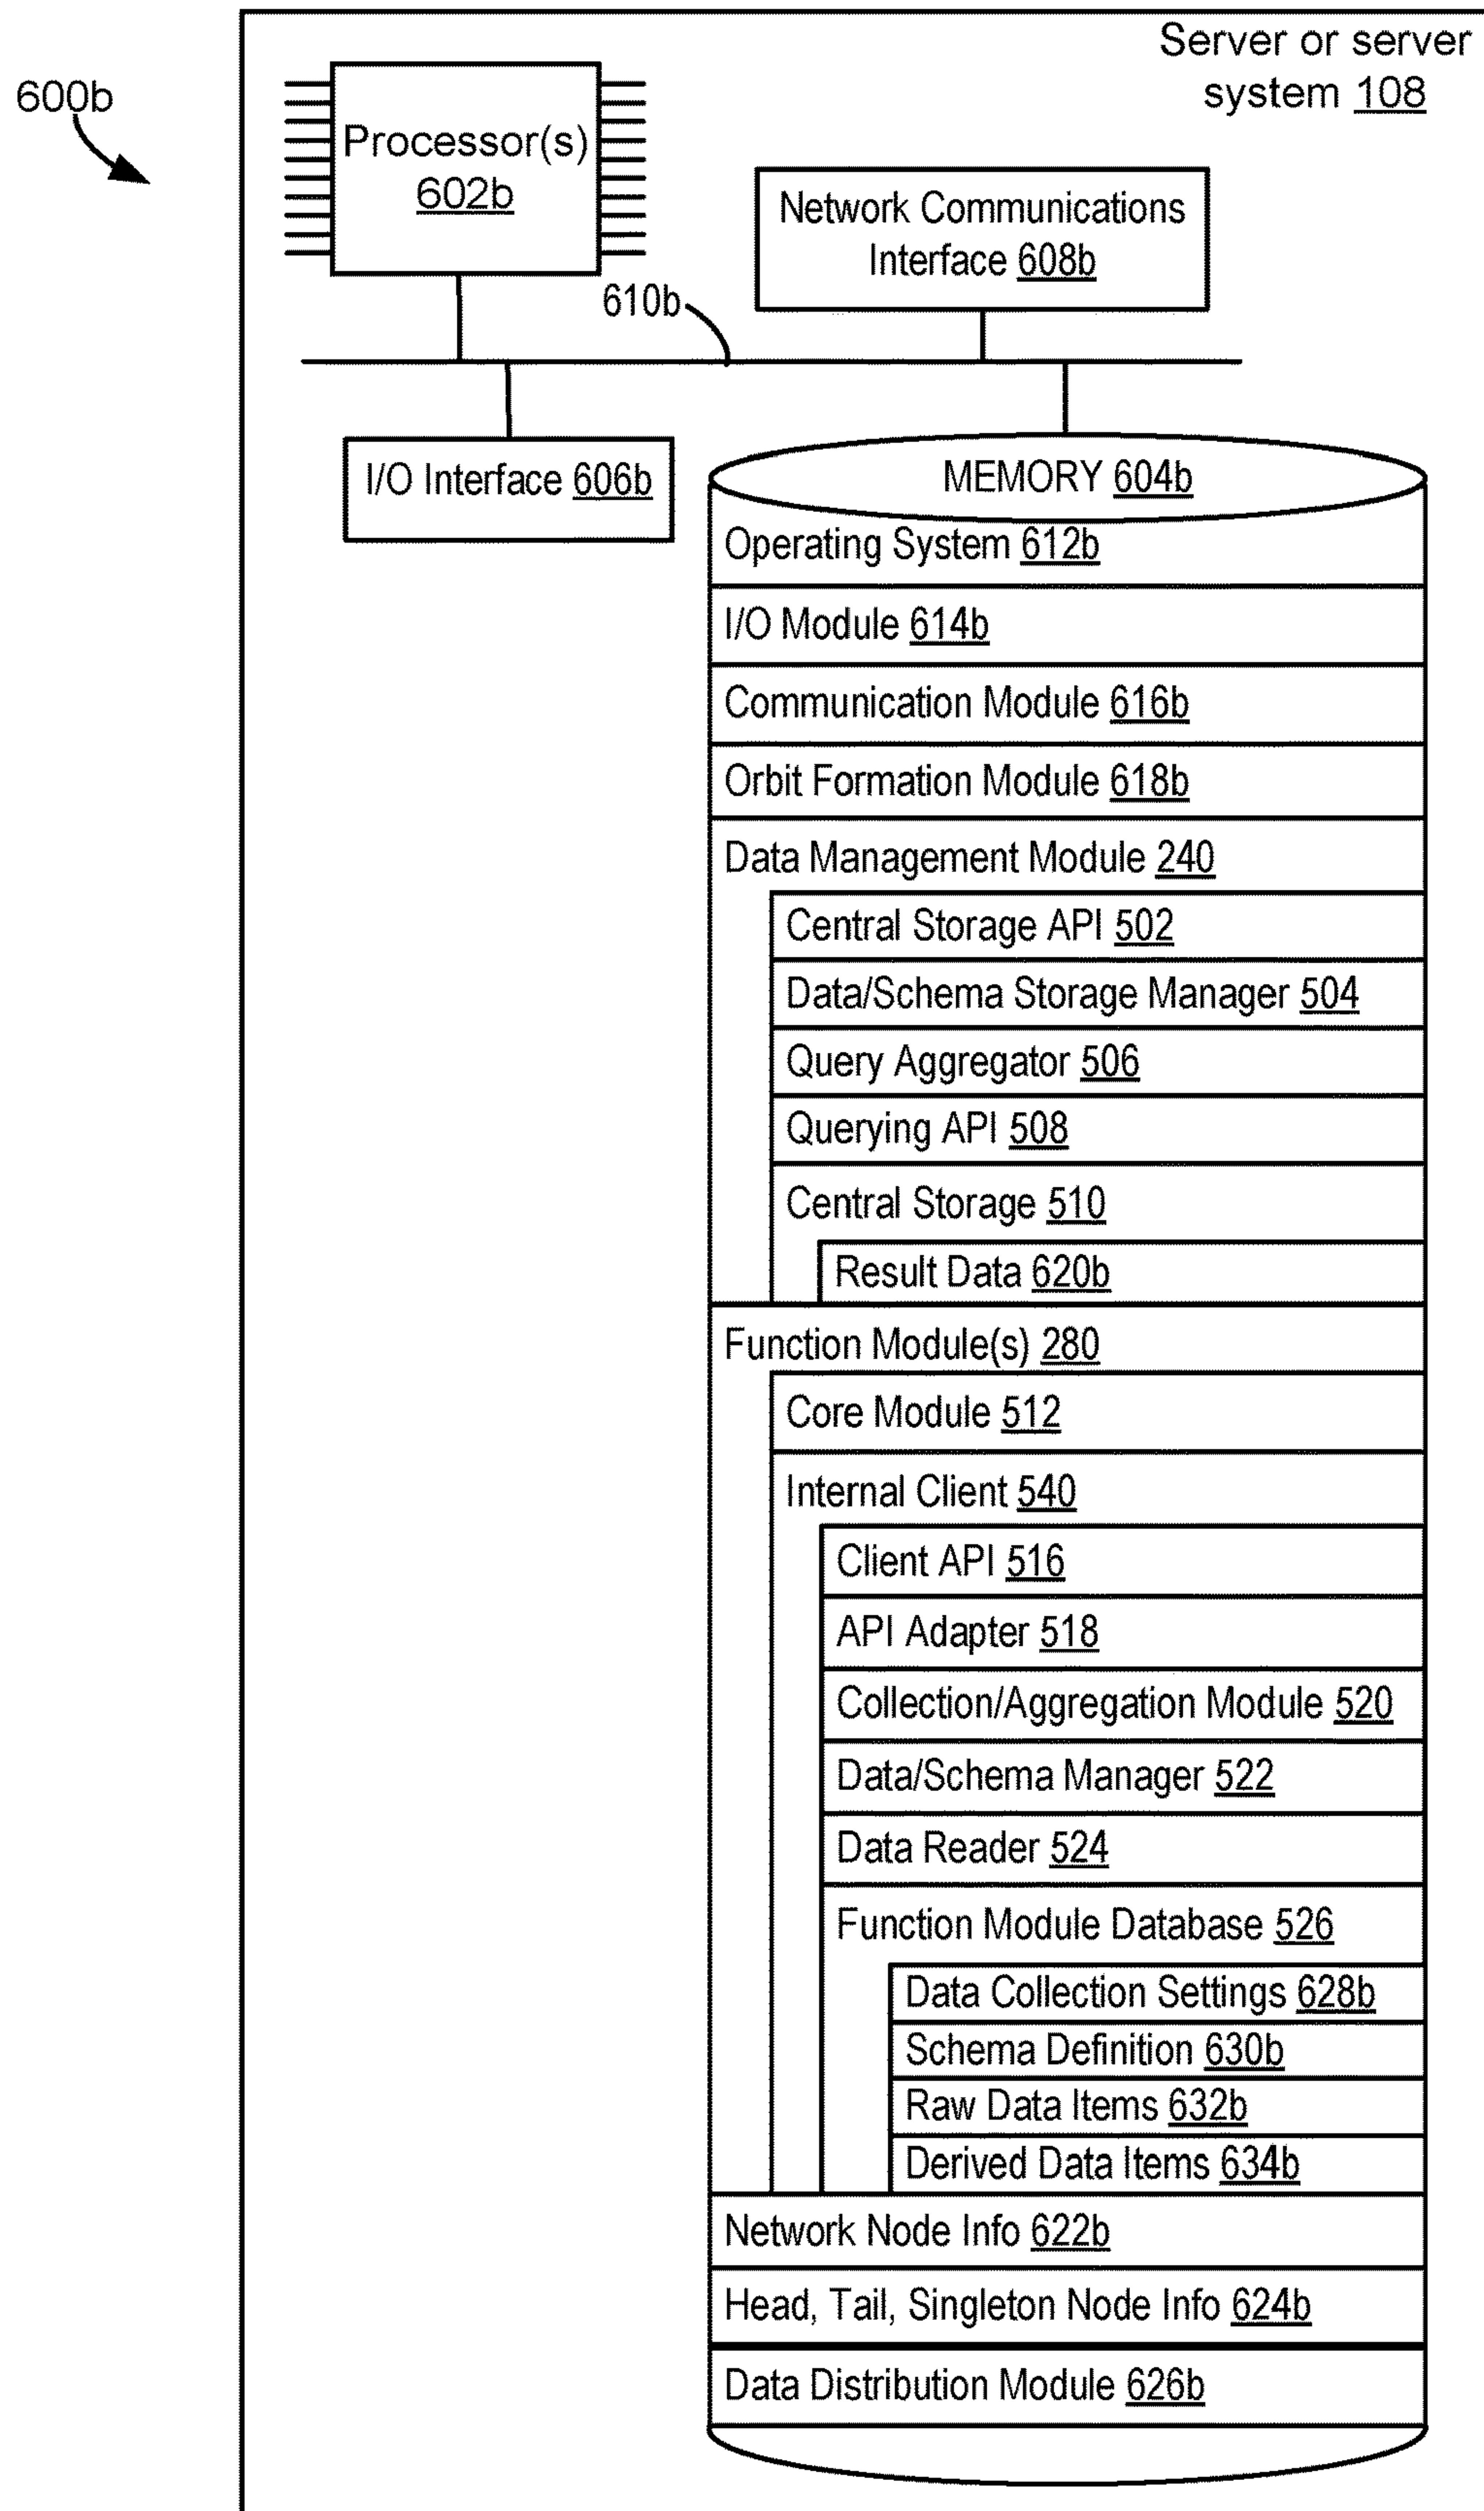 Server or server
system 108
600b
Processor(s)
602b
Network Communications
Interface 608b
610b
I/O Interface 606b
MEMORY 604b
Operating System 612b
I/O Module 614b
Communication Module 616b
Orbit Formation Module 618b
Data Management Module 240
Central Storage API 502
Data/Schema Storage Manager 504
Query Aggregator 506
Querying API 508
Central Storage 510
Result Data 620b
Function Module(s) 280
Core Module 512
Internal Client 540
Client API 516
API Adapter 518
Collection/Aggregation Module 520
Data/Schema Manager 522
Data Reader 524
Function Module Database 526
Data Collection Settings 628b
Schema Definition 630b
Raw Data Items 632b
Derived Data Items 634b
Network Node Info 622b
Head, Tail, Singleton Node Info 624b
Data Distribution Module 626b